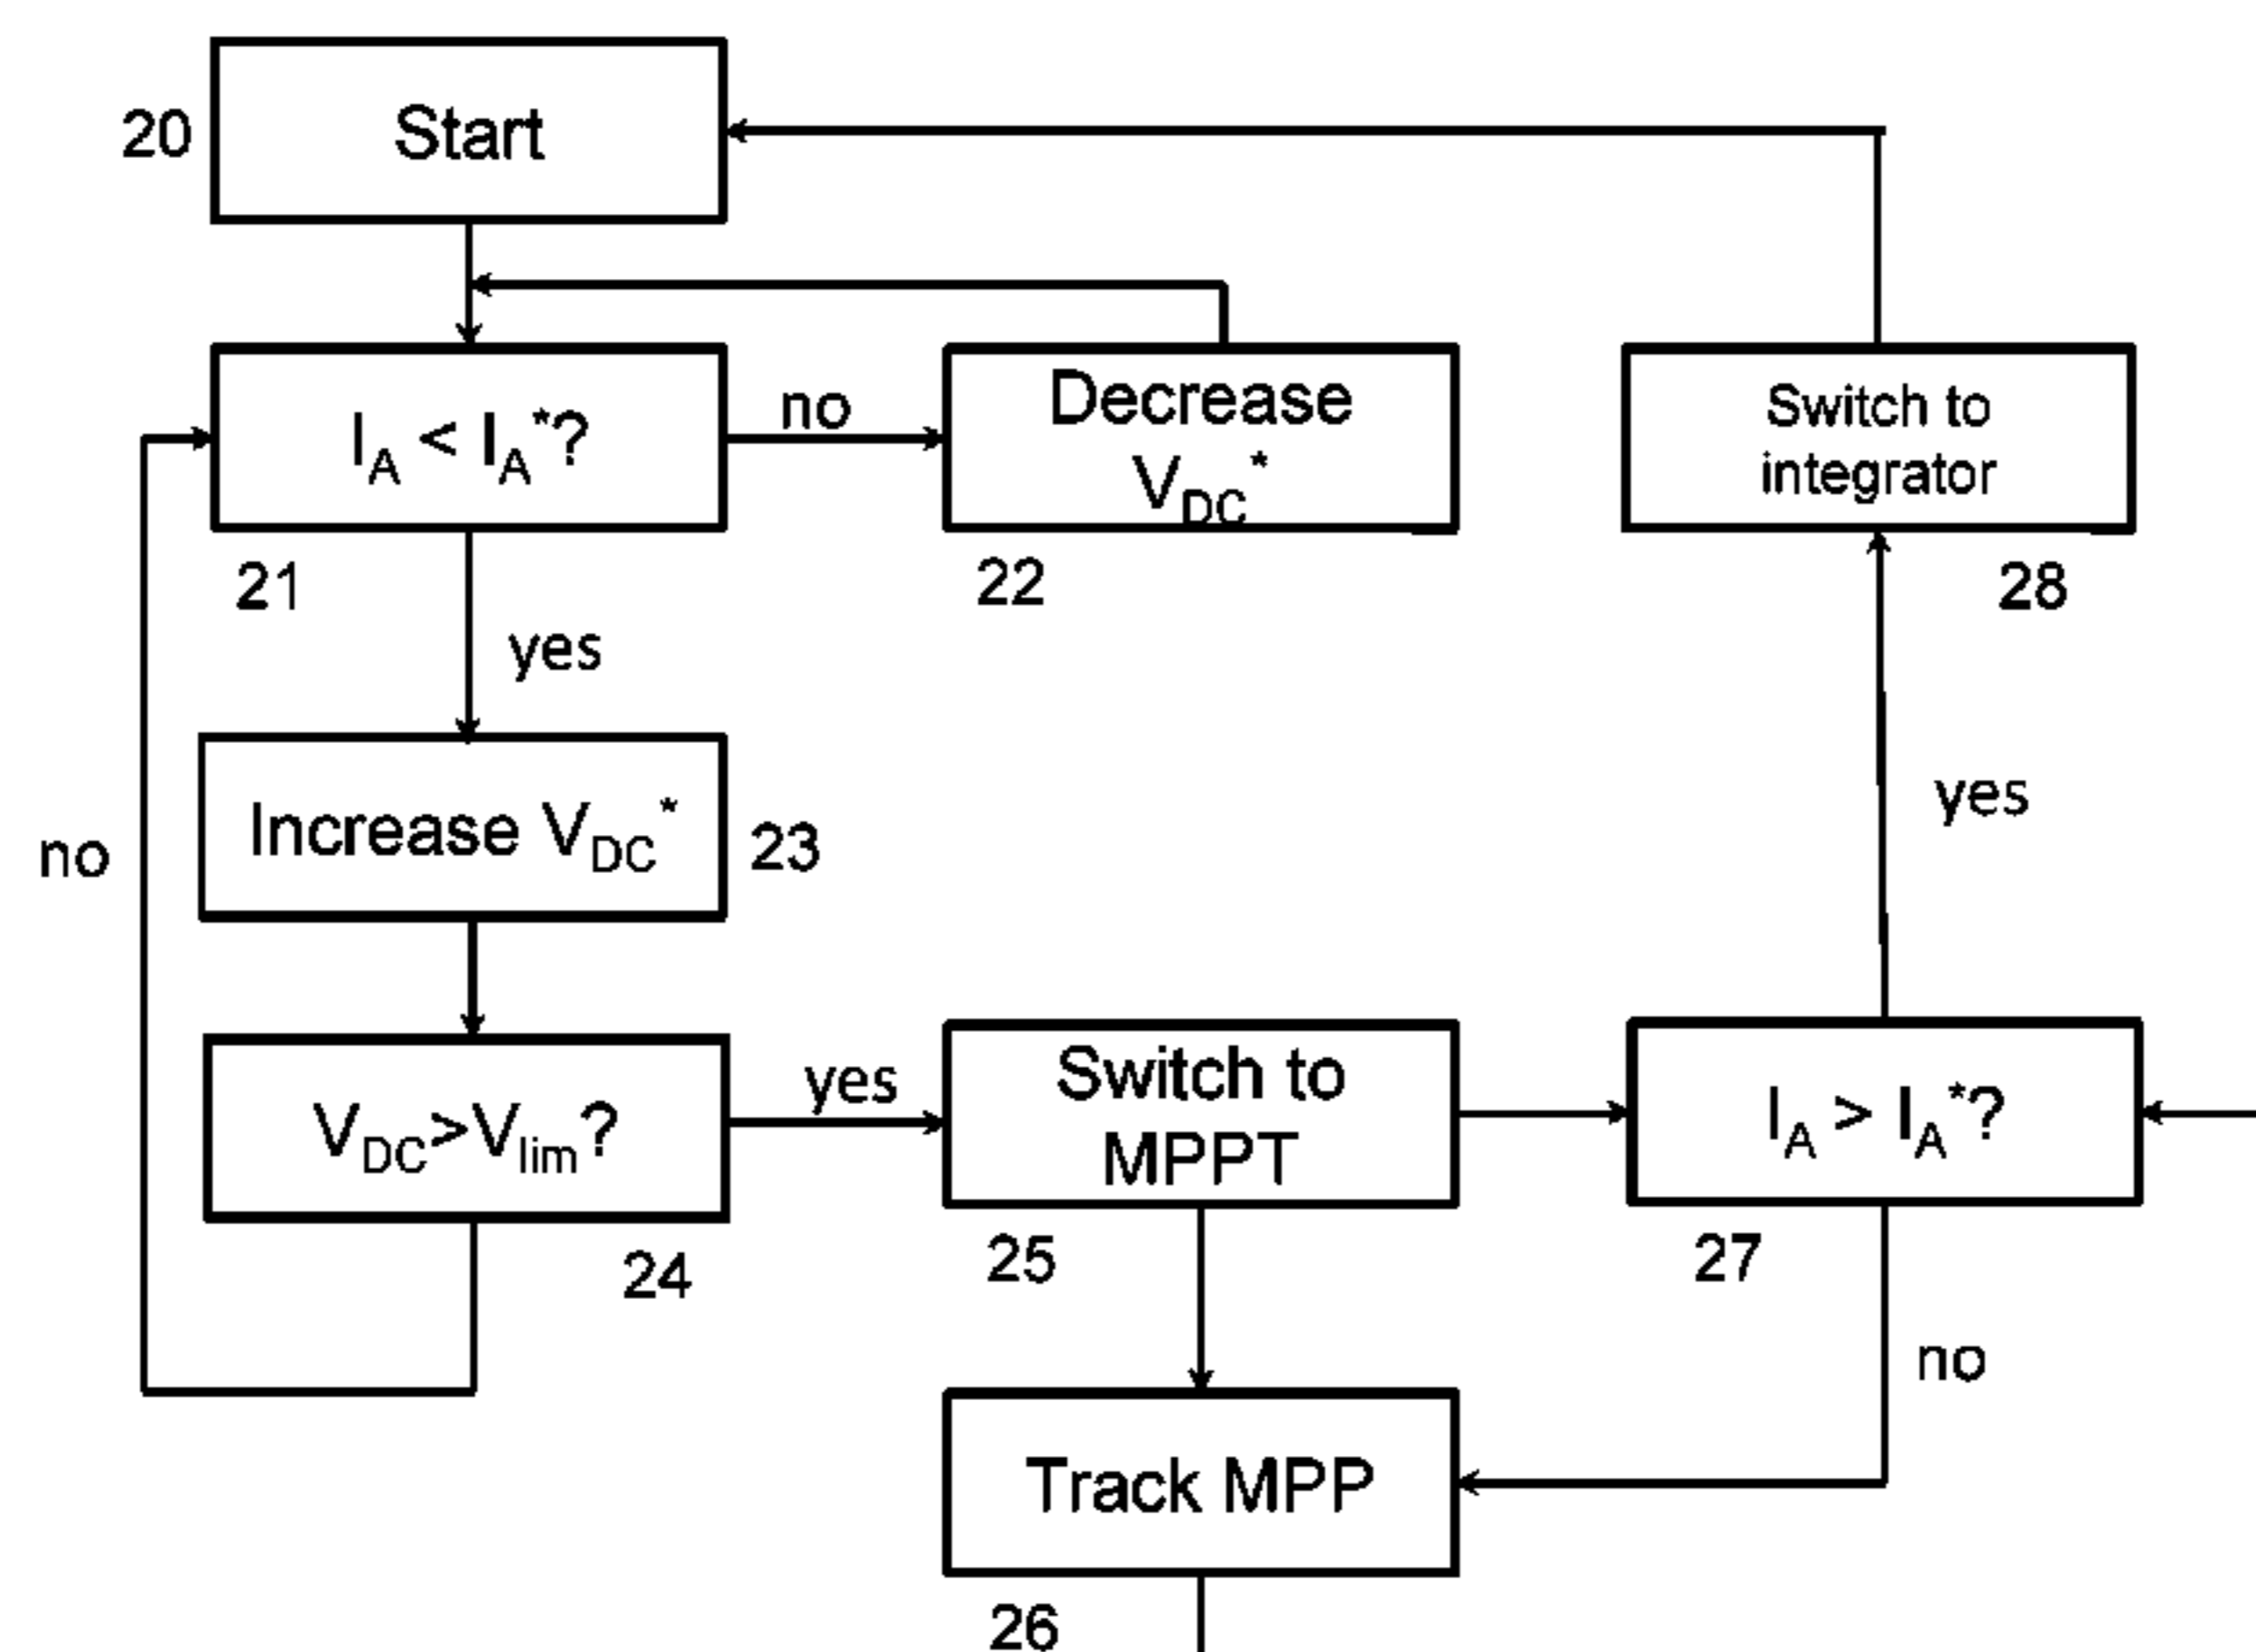 20
Start
I_A < I_A*?
no
Decrease
V_DC*
Switch to
integrator
21
22
28
yes
no
Increase V_DC*
23
yes
V_DC>V_lim?
yes
Switch to
MPPT
I_A > I_A*?
24
25
27
no
Track MPP
26